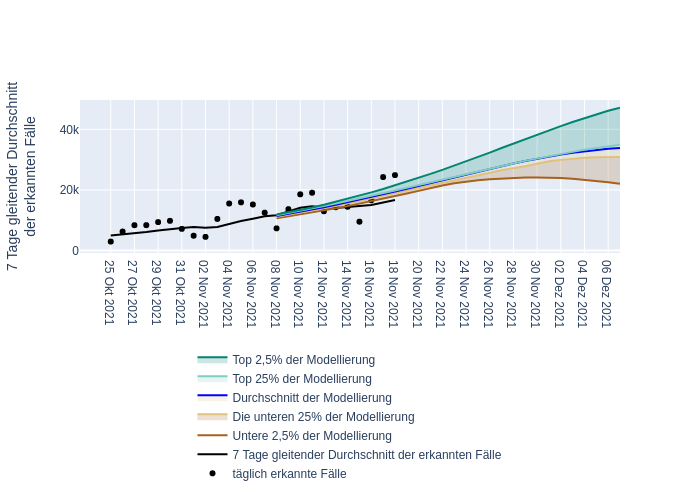 7 Tage gleitender Durchschnitt
der erkannten Fälle
40k
20k
0
25 Okt 2021
27 Okt 2021
29 Okt 2021
31 Okt 2021
02 Nov 2021
04 Nov 2021
06 Nov 2021
08 Nov 2021
10 Nov 2021
12 Nov 2021
14 Nov 2021
16 Nov 2021
18 Nov 2021
20 Nov 2021
22 Nov 2021
24 Nov 2021
26 Nov 2021
28 Nov 2021
30 Nov 2021
02 Dez 2021
04 Dez 2021
06 Dez 2021
Top 2,5% der Modellierung
Top 25% der Modellierung
Durchschnitt der Modellierung
Die unteren 25% der Modellierung
Untere 2,5% der Modellierung
7 Tage gleitender Durchschnitt der erkannten Fälle
täglich erkannte Fälle